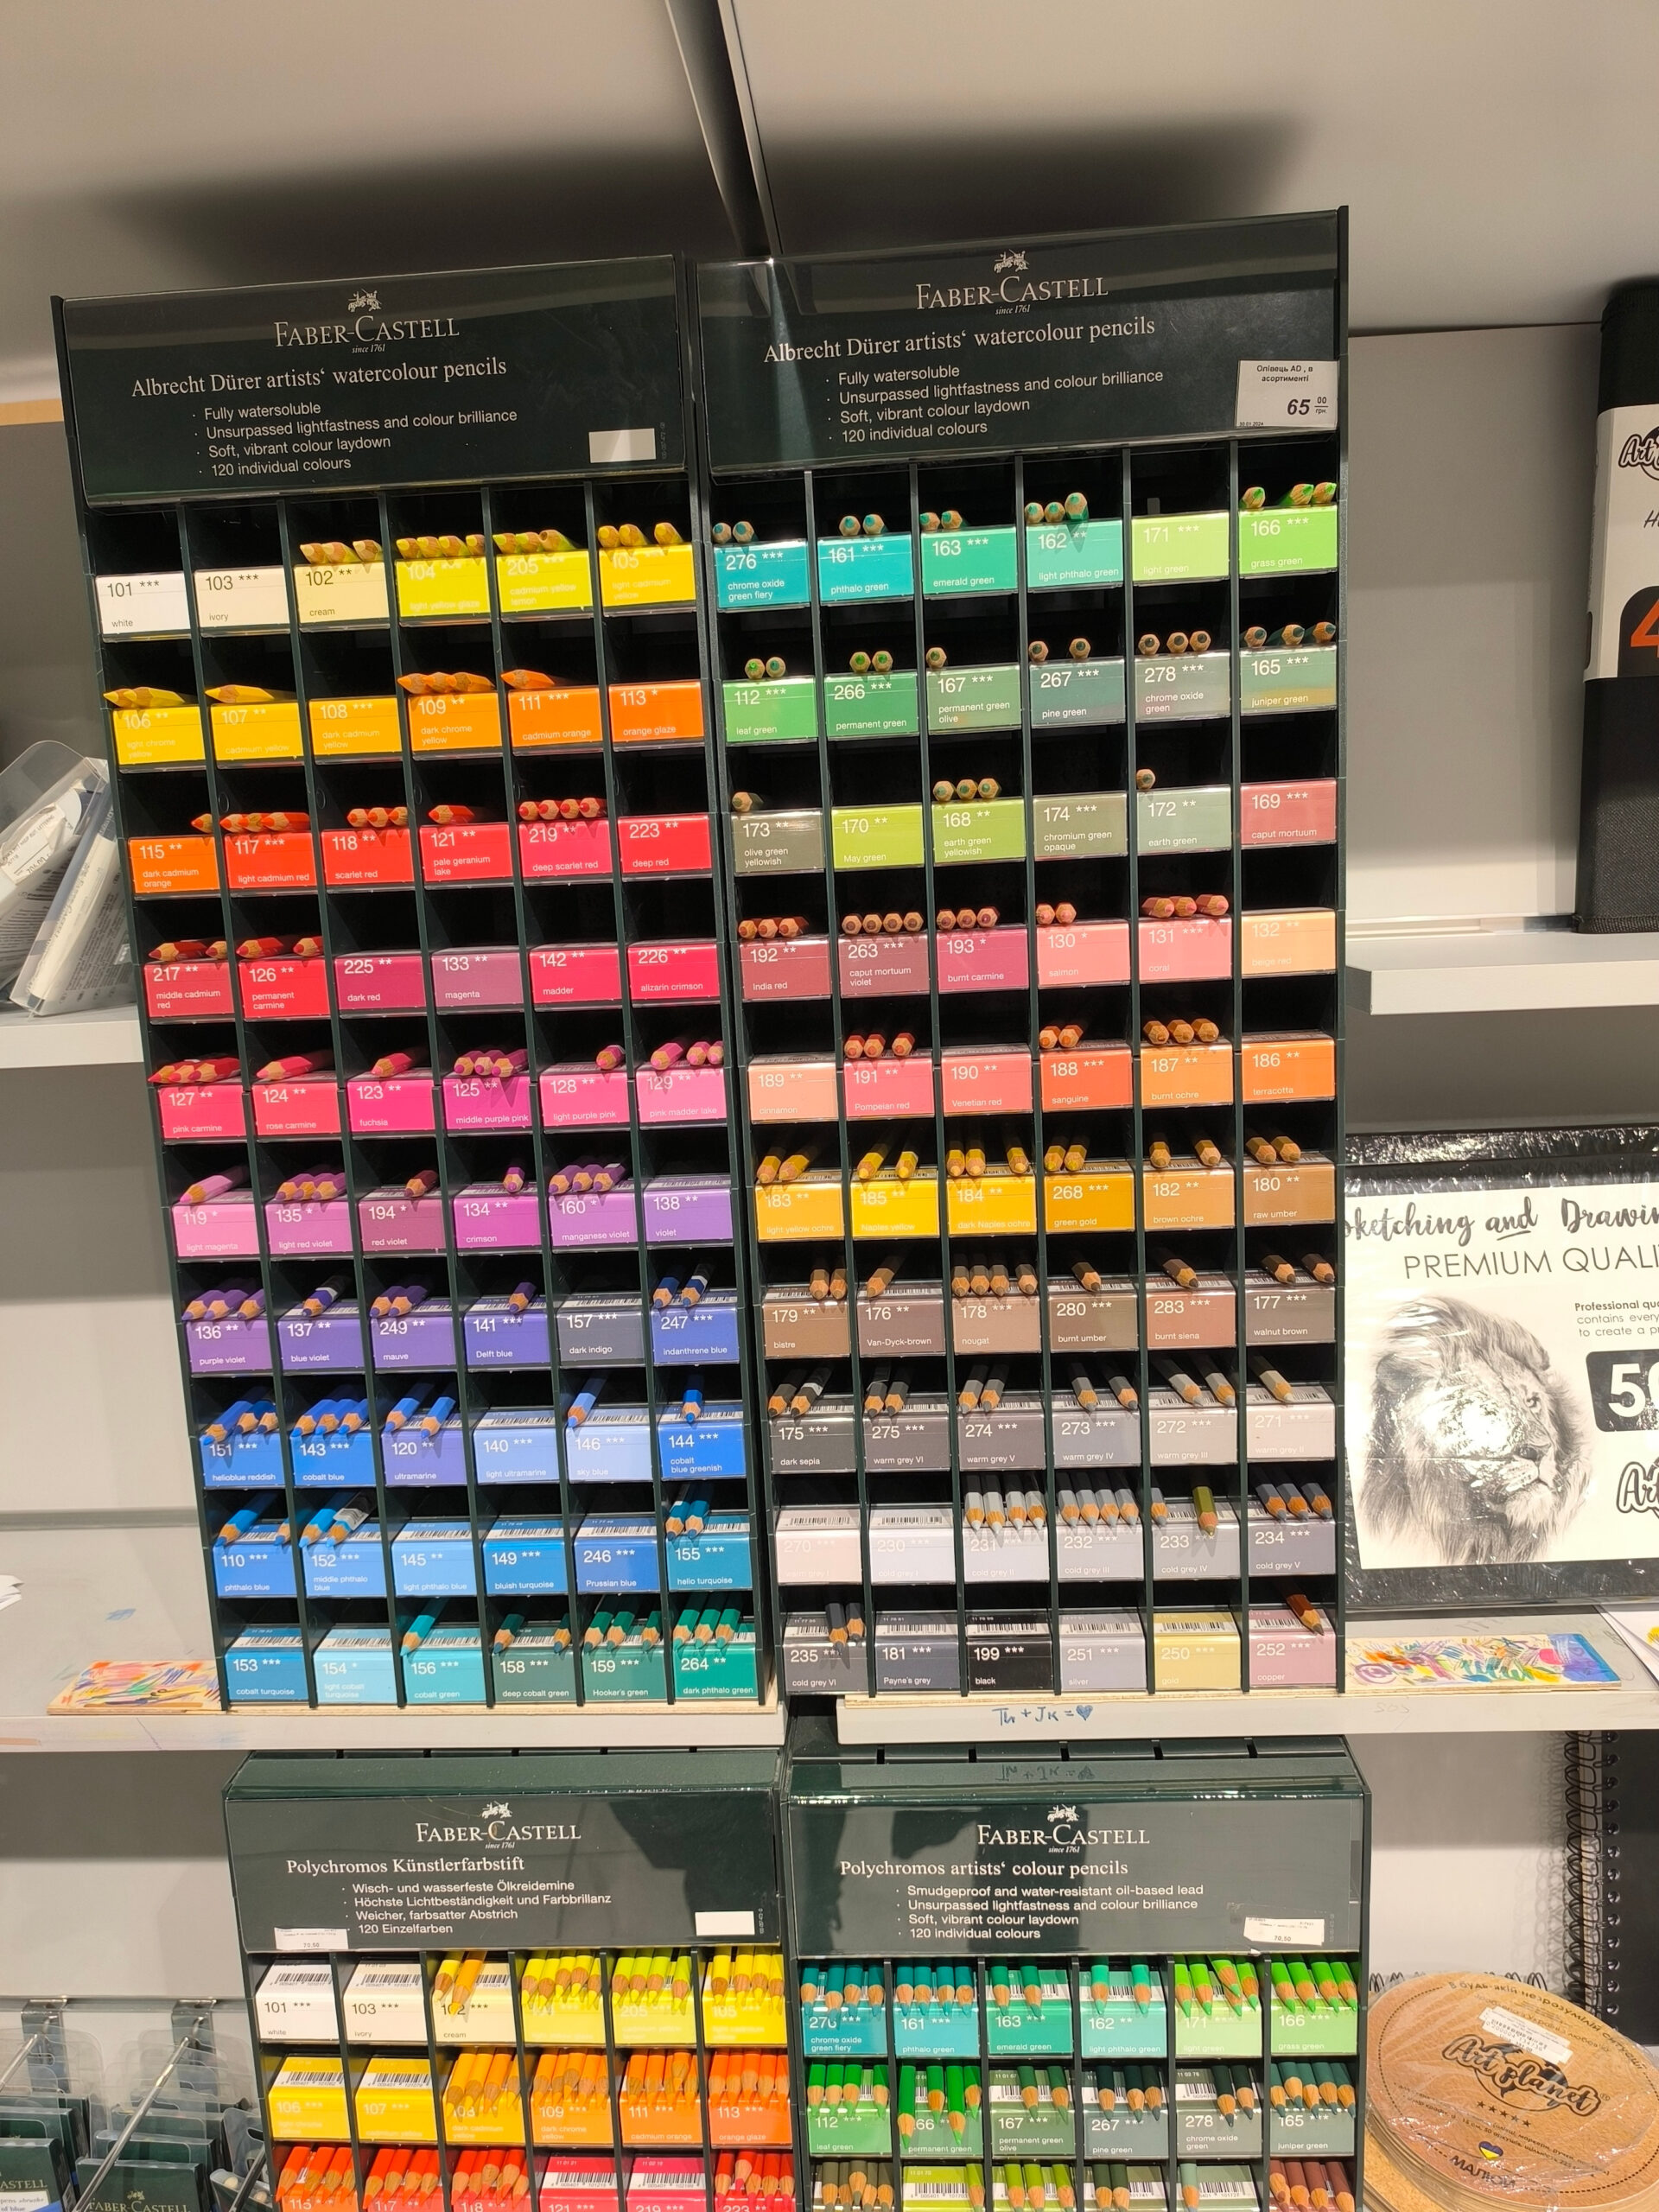 FABER-CASTELL
since 1761
Albrecht Dürer artists‘ watercolour pencils
· Fully watersoluble
· Unsurpassed lightfastness and colour brilliance
· Soft, vibrant colour laydown
· 120 individual colours
FABER-CASTELL
since 1761
Albrecht Dürer artists‘ watercolour pencils
· Fully watersoluble
· Unsurpassed lightfastness and colour brilliance
· Soft, vibrant colour laydown
· 120 individual colours
Олівець AD , в
асортименті
65 00
грн.
101 *** white
103 *** ivory
102 ** cream
104 light yellow glaze
205 *** cadmium yellow lemon
105 light cadmium yellow
106 ** light chrome yellow
107 ** cadmium yellow
108 *** dark cadmium yellow
109 ** dark chrome yellow
111 *** cadmium orange
113 * orange glaze
115 ** dark cadmium orange
117 *** light cadmium red
118 *** scarlet red
121 ** pale geranium lake
219 ** deep scarlet red
223 ** deep red
217 ** middle cadmium red
126 ** permanent carmine
225 ** dark red
133 ** magenta
142 ** madder
226 ** alizarin crimson
127 ** pink carmine
124 ** rose carmine
123 ** fuchsia
125 ** middle purple pink
128 ** light purple pink
129 ** pink madder lake
119 * light magenta
135 * light red violet
194 * red violet
134 ** crimson
160 * manganese violet
138 ** violet
136 ** purple violet
137 ** blue violet
249 ** mauve
141 *** Delft blue
157 *** dark indigo
247 *** indanthrene blue
151 *** helioblue reddish
143 *** cobalt blue
120 ** ultramarine
140 *** light ultramarine
146 *** sky blue
144 *** cobalt blue greenish
110 *** phthalo blue
152 *** middle phthalo blue
145 ** light phthalo blue
149 *** bluish turquoise
246 *** Prussian blue
155 *** helio turquoise
153 *** cobalt turquoise
154 * light cobalt turquoise
156 ** cobalt green
158 *** deep cobalt green
159 *** Hooker's green
264 ** dark phthalo green
276 *** chrome oxide green fiery
161 *** phthalo green
163 *** emerald green
162 ** light phthalo green
171 *** light green
166 *** grass green
112 *** leaf green
266 *** permanent green
167 *** permanent green olive
267 *** pine green
278 *** chrome oxide green
165 *** juniper green
173 ** olive green yellowish
170 ** May green
168 ** earth green yellowish
174 *** chromium green opaque
172 ** earth green
169 *** caput mortuum
192 ** India red
263 *** caput mortuum violet
193 * burnt carmine
130 * salmon
131 *** coral
132 ** beige red
189 ** cinnamon
191 ** Pompeian red
190 ** Venetian red
188 *** sanguine
187 ** burnt ochre
186 ** terracotta
183 ** light yellow ochre
185 ** Naples yellow
184 ** dark Naples ochre
268 *** green gold
182 ** brown ochre
180 ** raw umber
179 ** bistre
176 ** Van-Dyck-brown
178 *** nougat
280 *** burnt umber
283 *** burnt siena
177 *** walnut brown
175 *** dark sepia
275 *** warm grey VI
274 *** warm grey V
273 *** warm grey IV
272 *** warm grey III
271 *** warm grey II
270 ***
230 *** cold grey I
231 *** cold grey II
232 *** cold grey III
233 *** cold grey IV
234 *** cold grey V
235 *** cold grey VI
181 *** Payne's grey
199 *** black
251 *** silver
250 *** gold
252 *** copper
Sketching and Drawin
PREMIUM QUALI
Professional qu
contains every
to create a p
FABER-CASTELL
since 1761
Polychromos Künstlerfarbstift
· Wisch- und wasserfeste Ölkreidemine
· Höchste Lichtbeständigkeit und Farbbrillanz
· Weicher, farbsatter Abstrich
· 120 Einzelfarben
70,50
FABER-CASTELL
since 1761
Polychromos artists‘ colour pencils
· Smudgeproof and water-resistant oil-based lead
· Unsurpassed lightfastness and colour brilliance
· Soft, vibrant colour laydown
· 120 individual colours
70,50
101 *** white
103 *** ivory
102 cream
106 **
107 ** cadmium yellow
109 dark chrome yellow
111 *** cadmium orange
113 orange glaze
115
117
118
121
219
276 *** chrome oxide green fiery
161 *** phthalo green
163 *** emerald green
162 ** light phthalo green
171 *** light green
166 *** grass green
112 *** leaf green
permanent green
167 *** permanent green olive
267 *** pine green
278 *** chrome oxide green
165 *** juniper green
Art planet
МАЛЮЙ
FABER-CASTELL